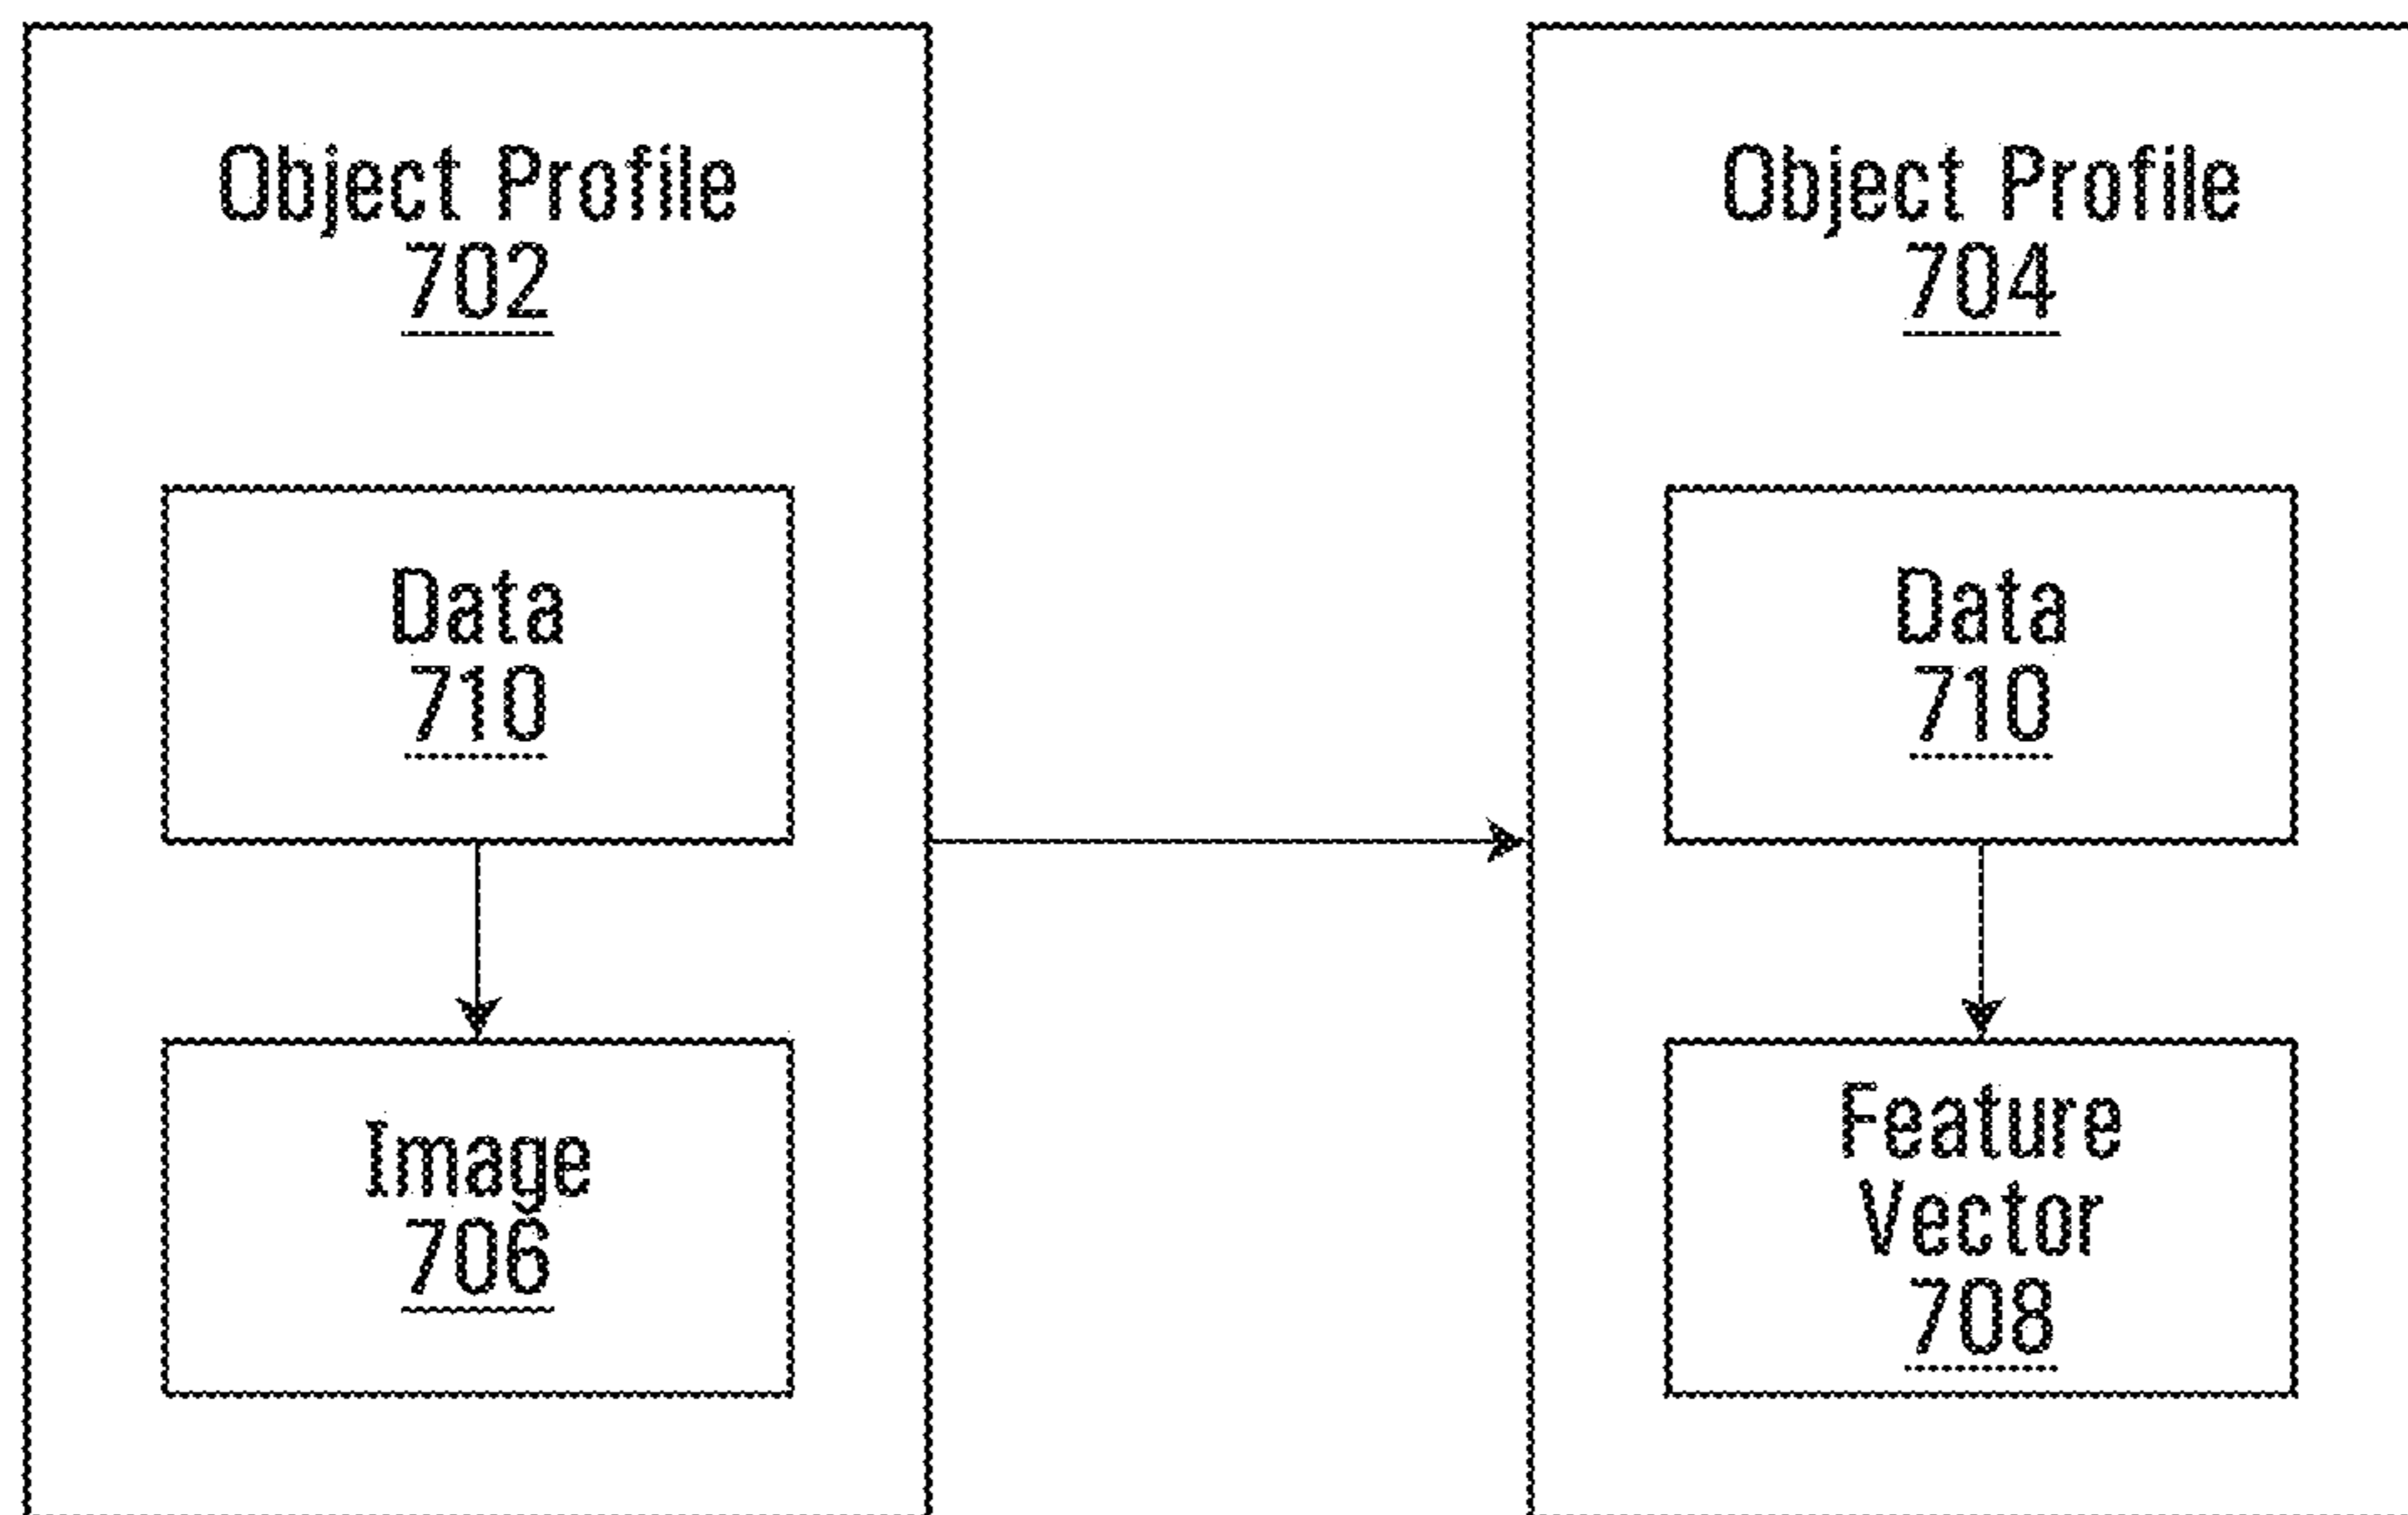 Object Profile
702
Data
710
Image
706
Object Profile
704
Data
710
Feature
Vector
708